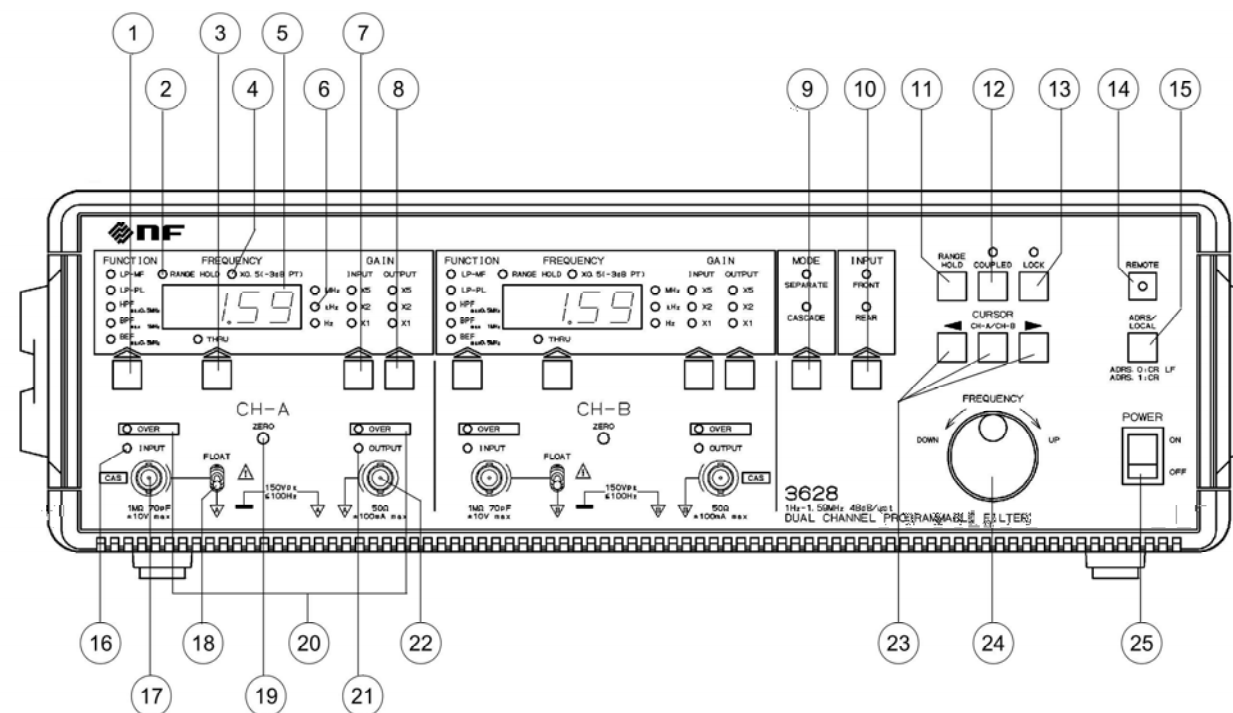 1
3
5
7
2
4
6
8
9
10
11
12
13
14
15
nF
FUNCTION FREQUENCY GAIN
LP-MF RANGE HOLD X0.5(-3dB PT) INPUT OUTPUT
LP-PL 1.59 MHz X5 X5
HPF kHz X2 X2
BPF Hz X1 X1
BEF THRU
FUNCTION FREQUENCY GAIN
LP-MF RANGE HOLD X0.5(-3dB PT) INPUT OUTPUT
LP-PL 1.59 MHz X5 X5
HPF kHz X2 X2
BPF Hz X1 X1
BEF THRU
MODE
SEPARATE
CASCADE
INPUT
FRONT
REAR
RANGE HOLD
COUPLED
LOCK
REMOTE
CURSOR
CH-A/CH-B
ADRS/
LOCAL
ADRS. 0:CR LF
ADRS. 1:CR
CH-A
OVER
ZERO
OVER
INPUT
FLOAT
OUTPUT
CAS
150Vpk
≤100Hz
1MΩ 70pF
±10V max
50Ω
±100mA max
CH-B
OVER
ZERO
OVER
INPUT
FLOAT
OUTPUT
CAS
150Vpk
≤100Hz
1MΩ 70pF
±10V max
50Ω
±100mA max
FREQUENCY
DOWN UP
POWER
ON
OFF
3628
1Hz-1.59MHz 48dB/oct
DUAL CHANNEL PROGRAMMABLE FILTER
16
18
20
22
23
24
25
17
19
21